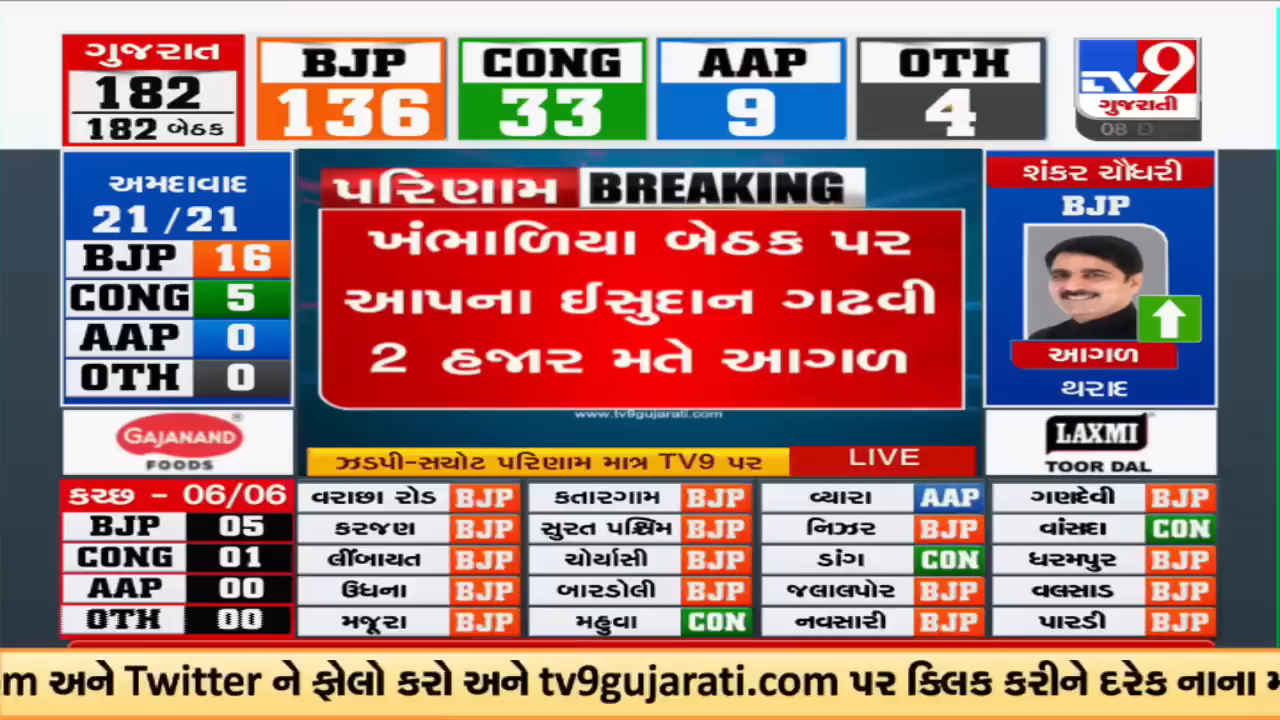 ગુજરાત
182
182 બેઠક
BJP
136
CONG
33
AAP
9
OTH
4
TV9
ગુજરાતી
08 D
અમદાવાદ
21/21
BJP 16
CONG 5
AAP 0
OTH 0
પરિણામ BREAKING
ખંભાળિયા બેઠક પર
આપના ઈસુદાન ગઢવી
2 હજાર મતે આગળ
www.tv9gujarati.com
શંકર ચૌધરી
BJP
આગળ
થરાદ
GAJANAND
FOODS
ઝડપી-સચોટ પરિણામ માત્ર TV9 પર
LIVE
LAXMI
TOOR DAL
કચ્છ - 06/06
BJP 05
CONG 01
AAP 00
OTH 00
વરાછા રોડ BJP કતારગામ BJP વ્યારા AAP ગણદેવી BJP
કરજણ BJP સુરત પશ્ચિમ BJP નિઝર BJP વાંસદા CON
લીંબાયત BJP ચોર્યાસી BJP ડાંગ CON ધરમપુર BJP
ઉધના BJP બારડોલી BJP જલાલપોર BJP વલસાડ BJP
મજૂરા BJP મહુવા CON નવસારી BJP પારડી BJP
om અને Twitter ને ફોલો કરો અને tv9gujarati.com પર ક્લિક કરીને દરેક નાના